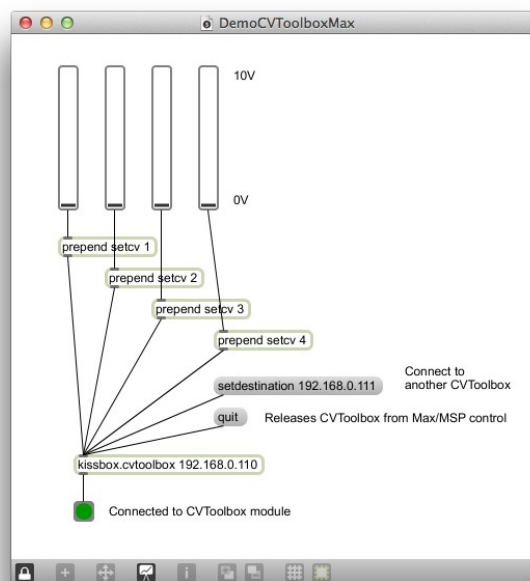 DemoCVToolboxMax
10V
0V
prepend setcv 1
prepend setcv 2
prepend setcv 3
prepend setcv 4
setdestination 192.168.0.111
Connect to
another CVToolbox
quit
Releases CVToolbox from Max/MSP control
kissbox.cvtoolbox 192.168.0.110
Connected to CVToolbox module